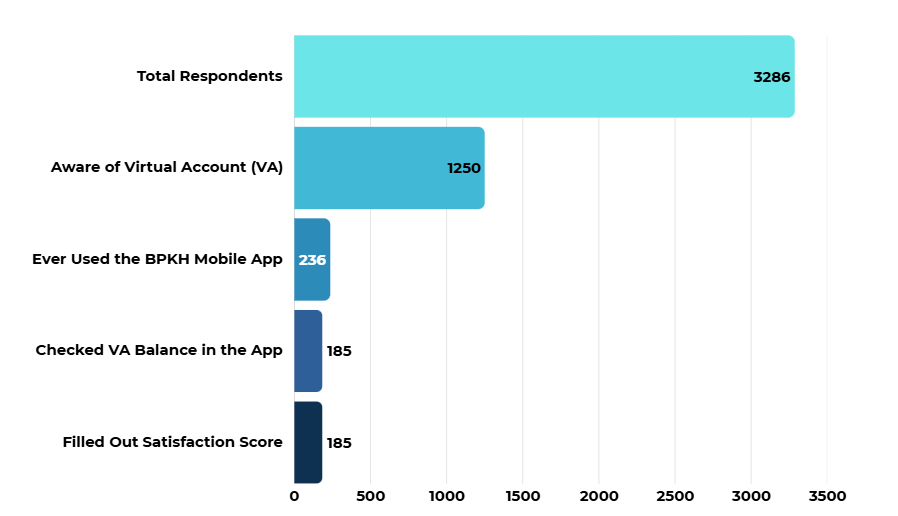 Total Respondents
3286
Aware of Virtual Account (VA)
1250
Ever Used the BPKH Mobile App
236
Checked VA Balance in the App
185
Filled Out Satisfaction Score
185
0 500 1000 1500 2000 2500 3000 3500